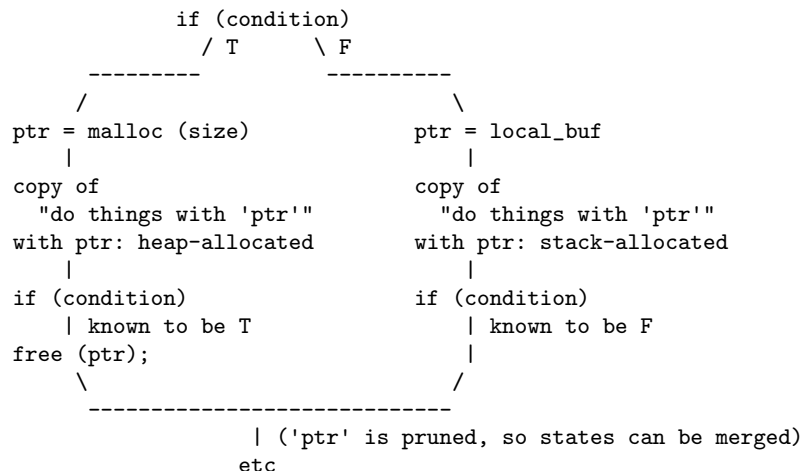 if (condition)
/ T \ F
--------- ----------
/ \
ptr = malloc (size) ptr = local_buf
| |
copy of copy of
"do things with 'ptr'" "do things with 'ptr'"
with ptr: heap-allocated with ptr: stack-allocated
| |
if (condition) if (condition)
| known to be T | known to be F
free (ptr); |
\ /
-----------------------------
| ('ptr' is pruned, so states can be merged)
etc